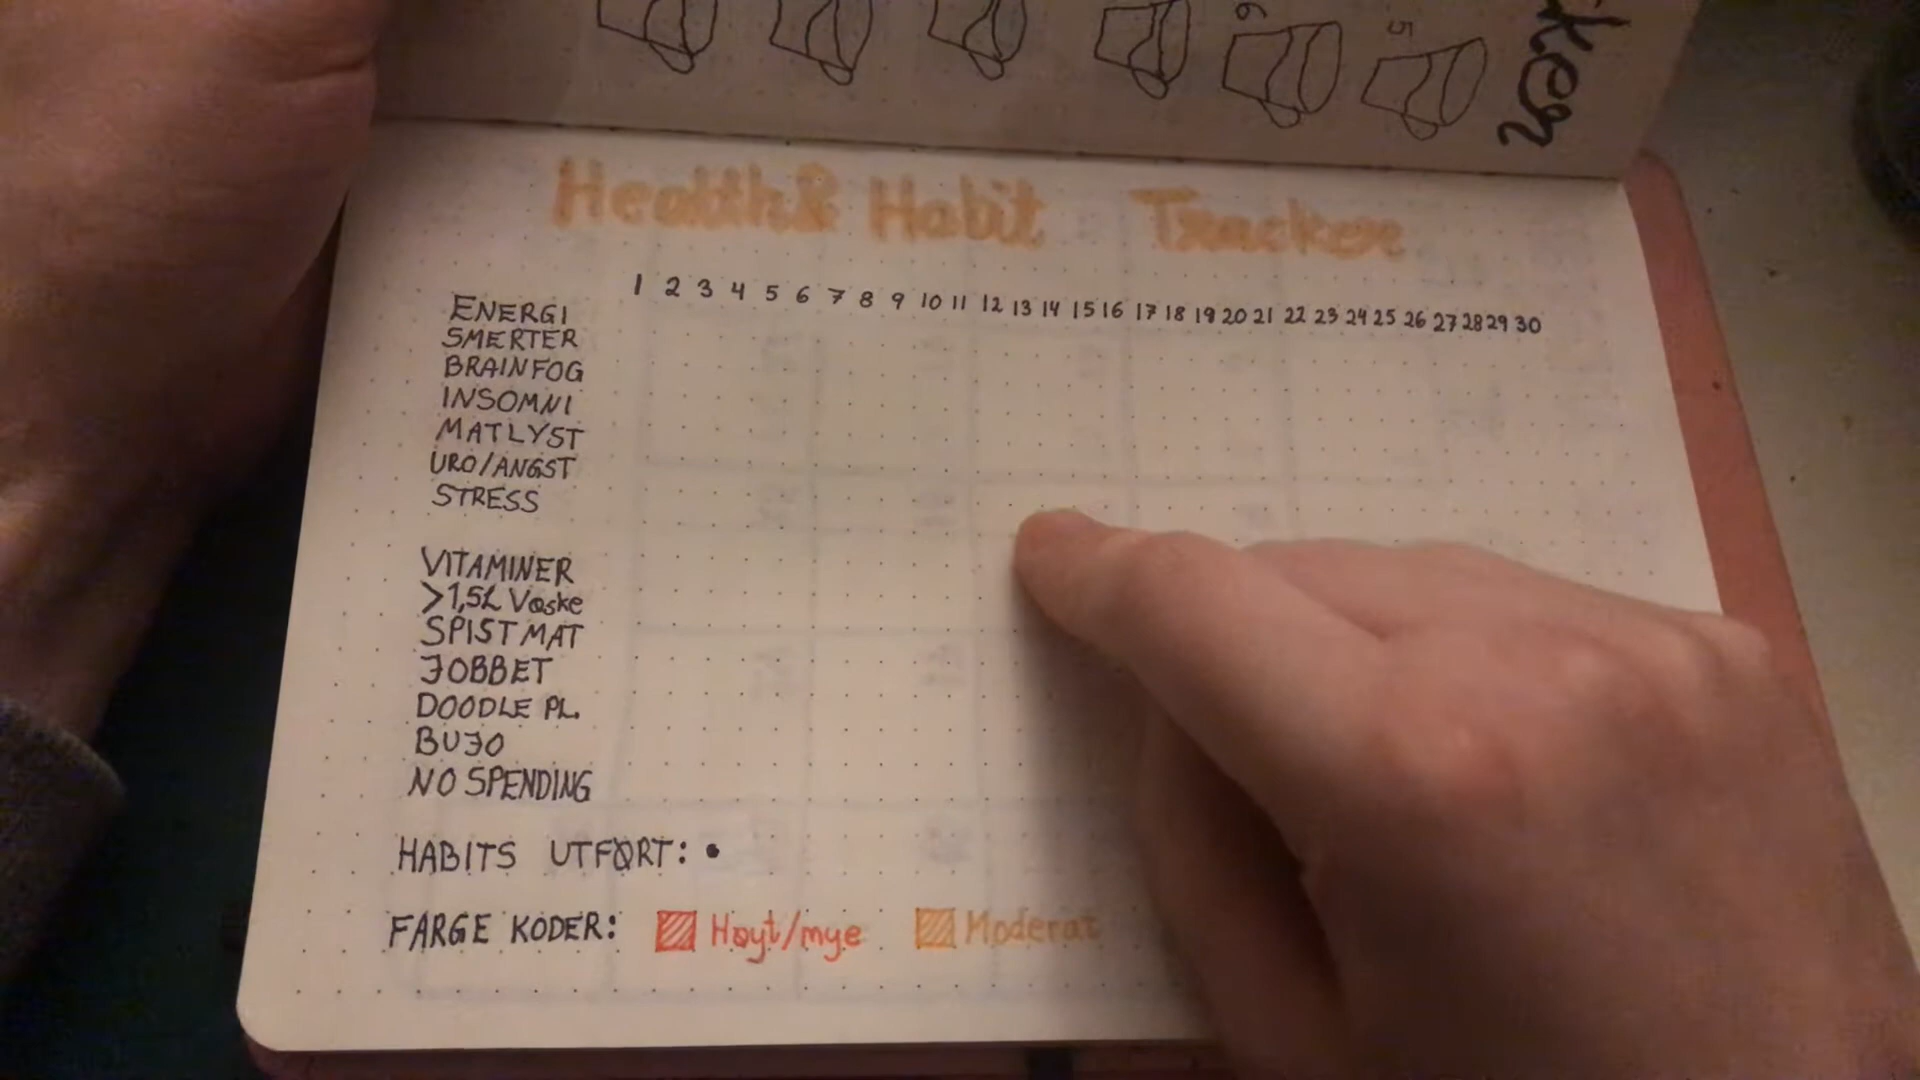 ken
6 5
Health & Habit Tracker
1 2 3 4 5 6 7 8 9 10 11 12 13 14 15 16 17 18 19 20 21 22 23 24 25 26 27 28 29 30
ENERGI
SMERTER
BRAINFOG
INSOMNI
MATLYST
URO/ANGST
STRESS
VITAMINER
>1,5L Væske
SPIST MAT
JOBBET
DOODLE PL.
BUJO
NO SPENDING
HABITS UTFØRT: •
FARGE KODER: Høyt/mye Moderat